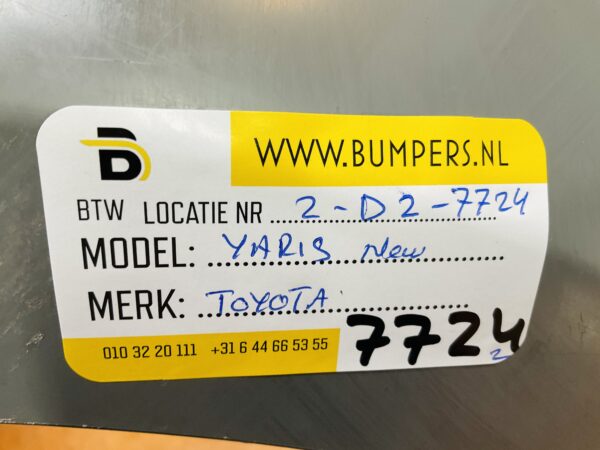 B
WWW.BUMPERS.NL
BTW LOCATIE NR 2-D2-7724
MODEL: YARIS New
MERK: TOYOTA
010 32 20 111 +31 6 44 66 53 55
7724
2